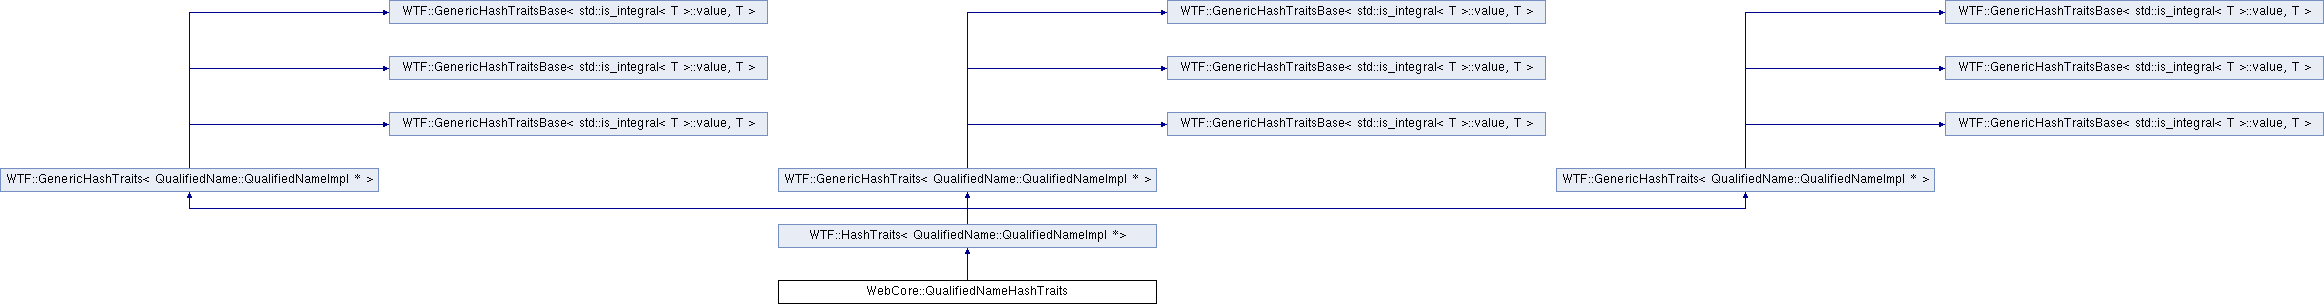 WTF::GenericHashTraitsBase< std::is_integral< T >::value, T >
WTF::GenericHashTraitsBase< std::is_integral< T >::value, T >
WTF::GenericHashTraitsBase< std::is_integral< T >::value, T >
WTF::GenericHashTraitsBase< std::is_integral< T >::value, T >
WTF::GenericHashTraitsBase< std::is_integral< T >::value, T >
WTF::GenericHashTraitsBase< std::is_integral< T >::value, T >
WTF::GenericHashTraitsBase< std::is_integral< T >::value, T >
WTF::GenericHashTraitsBase< std::is_integral< T >::value, T >
WTF::GenericHashTraitsBase< std::is_integral< T >::value, T >
WTF::GenericHashTraits< QualifiedName::QualifiedNameImpl * >
WTF::GenericHashTraits< QualifiedName::QualifiedNameImpl * >
WTF::GenericHashTraits< QualifiedName::QualifiedNameImpl * >
WTF::HashTraits< QualifiedName::QualifiedNameImpl *>
WebCore::QualifiedNameHashTraits